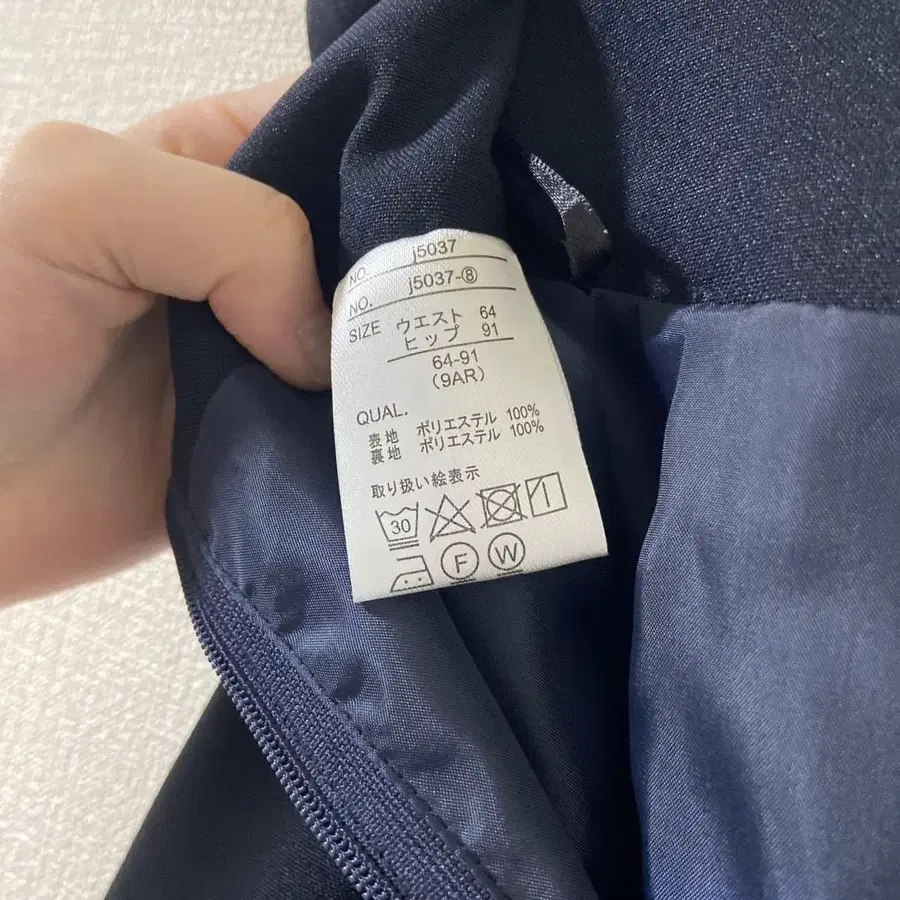 NO. j5037
NO. j5037-⑧
SIZE ウエスト 64
ヒップ 91
64-91
(9AR)
QUAL.
表地 ポリエステル 100%
裏地 ポリエステル 100%
取り扱い絵表示
30
F W